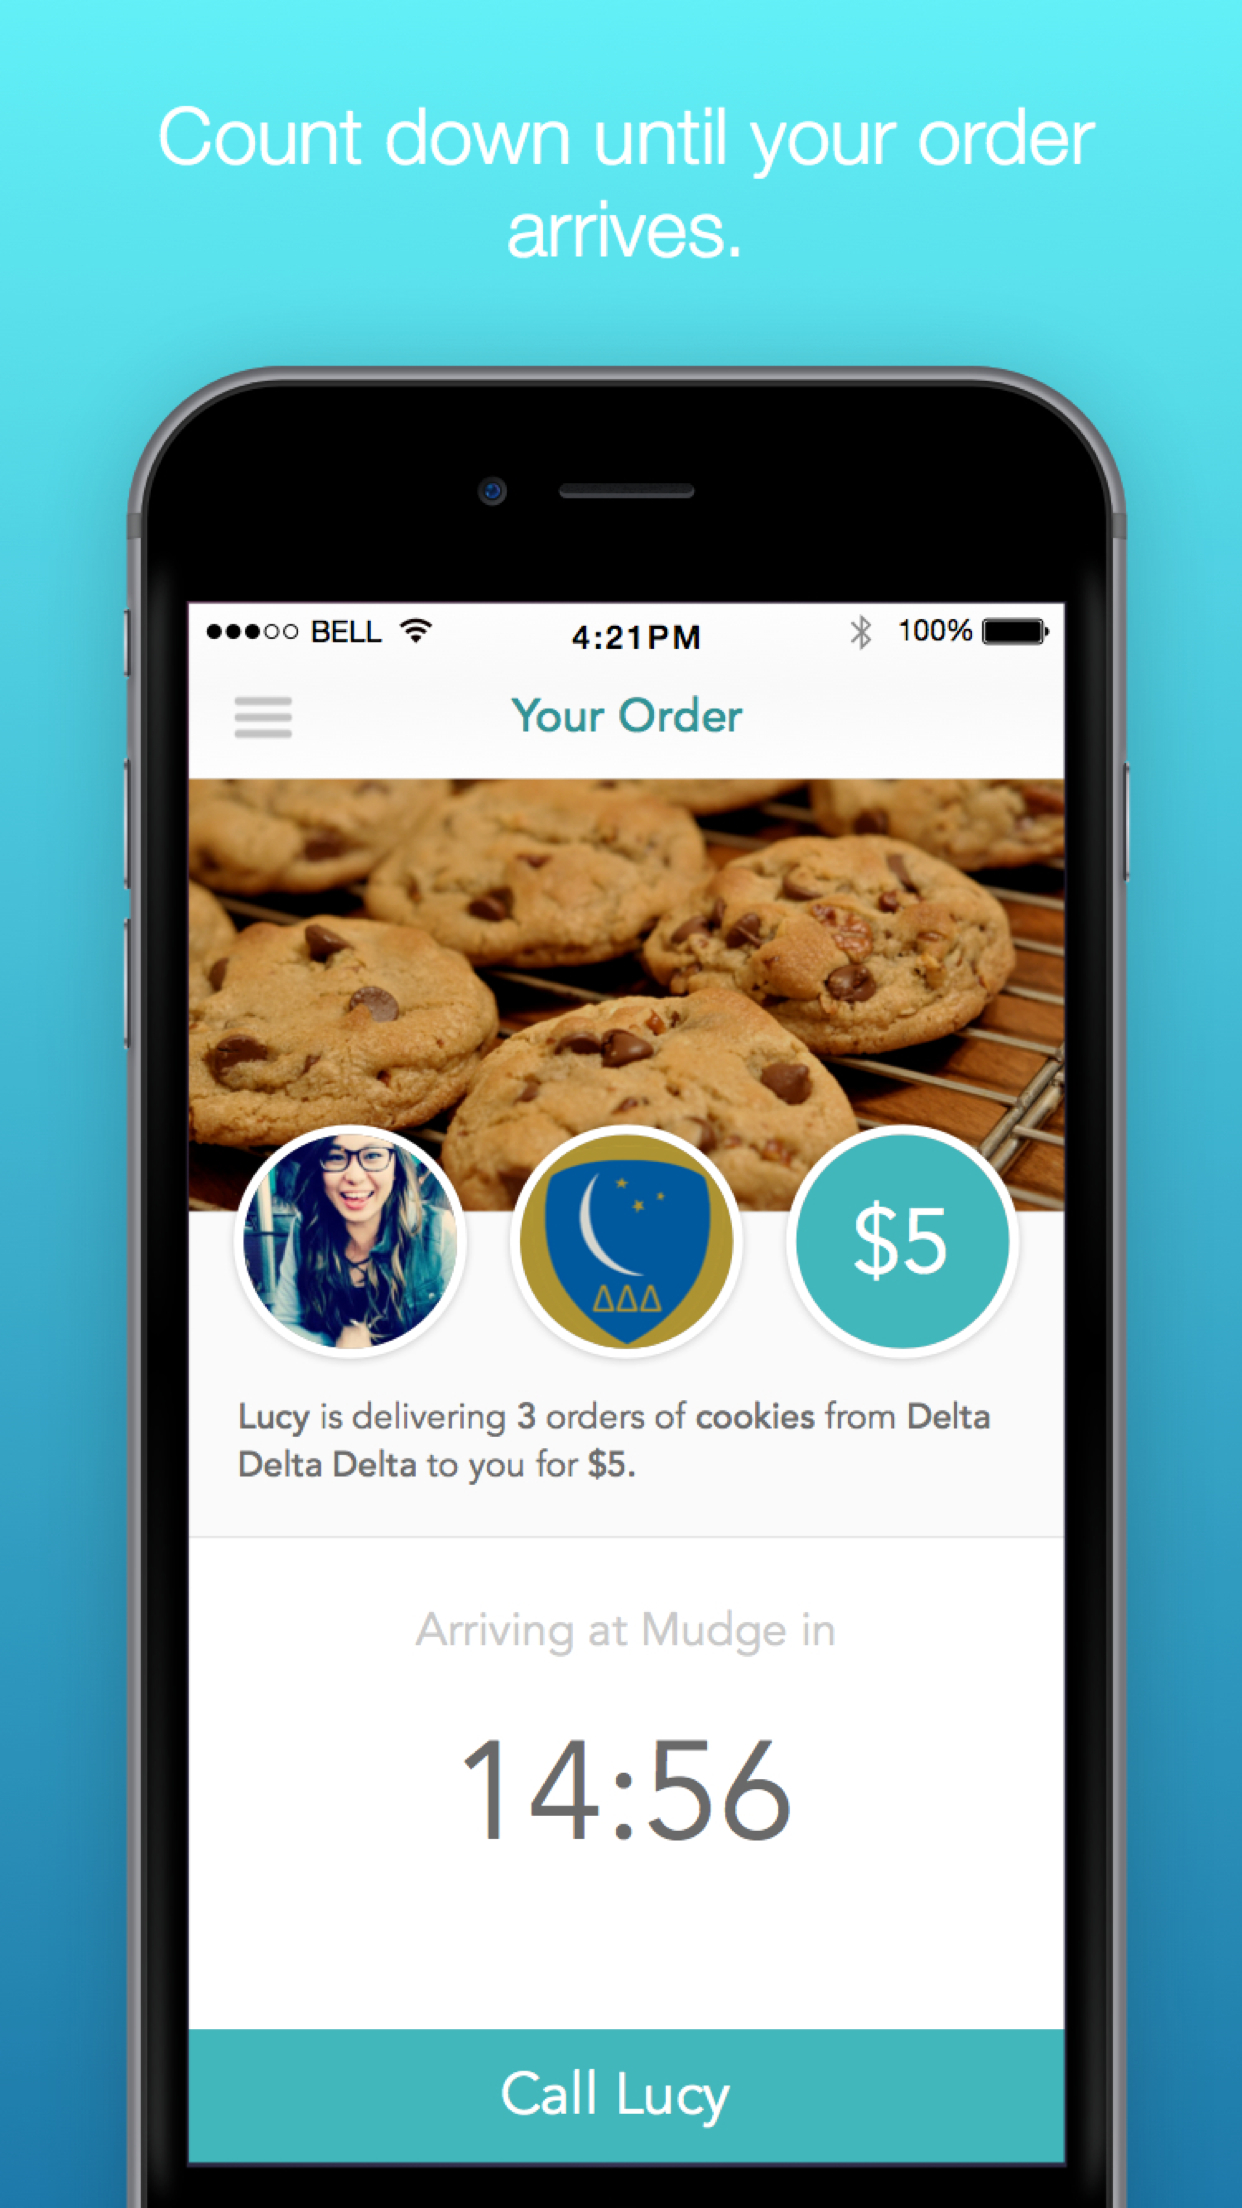 Count down until your order
arrives.
BELL 4:21PM 100%
Your Order
ΔΔΔ
$5
Lucy is delivering 3 orders of cookies from Delta
Delta Delta to you for $5.
Arriving at Mudge in
14:56
Call Lucy